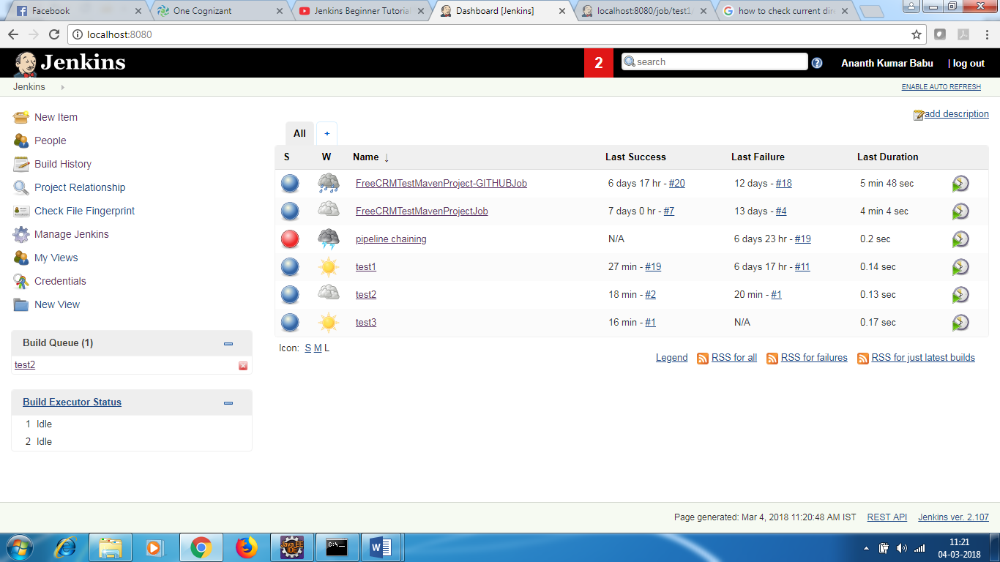 Facebook
One Cognizant
Jenkins Beginner Tutorial
Dashboard [Jenkins]
localhost:8080/job/test1/
how to check current dire
localhost:8080
Jenkins
2
search
Ananth Kumar Babu
| log out
Jenkins
ENABLE AUTO REFRESH
New Item
People
Build History
Project Relationship
Check File Fingerprint
Manage Jenkins
My Views
Credentials
New View
Build Queue (1)
test2
Build Executor Status
1 Idle
2 Idle
add description
All +
S W Name ↓ Last Success Last Failure Last Duration
FreeCRMTestMavenProject-GITHUBJob 6 days 17 hr - #20 12 days - #18 5 min 48 sec
FreeCRMTestMavenProjectJob 7 days 0 hr - #7 13 days - #4 4 min 4 sec
pipeline chaining N/A 6 days 23 hr - #19 0.2 sec
test1 27 min - #19 6 days 17 hr - #11 0.14 sec
test2 18 min - #2 20 min - #1 0.13 sec
test3 16 min - #1 N/A 0.17 sec
Icon: S M L
Legend RSS for all RSS for failures RSS for just latest builds
Page generated: Mar 4, 2018 11:20:48 AM IST REST API Jenkins ver. 2.107
Java EE
IDE
C:\
W
11:21
04-03-2018